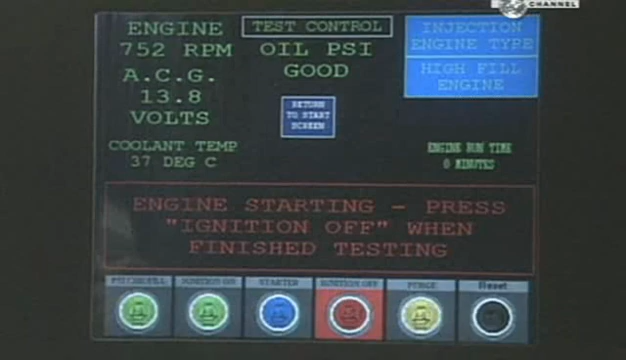 CHANNEL
ENGINE
752 RPM
A.C.G.
13.8
VOLTS
COOLANT TEMP
37 DEG C
TEST CONTROL
OIL PSI
GOOD
RETURN
TO START
SCREEN
INJECTION
ENGINE TYPE
HIGH FILL
ENGINE
ENGINE RUN TIME
0 MINUTES
ENGINE STARTING - PRESS
"IGNITION OFF" WHEN
FINISHED TESTING
IGNITION ON
STARTER
IGNITION OFF
PURGE
Reset